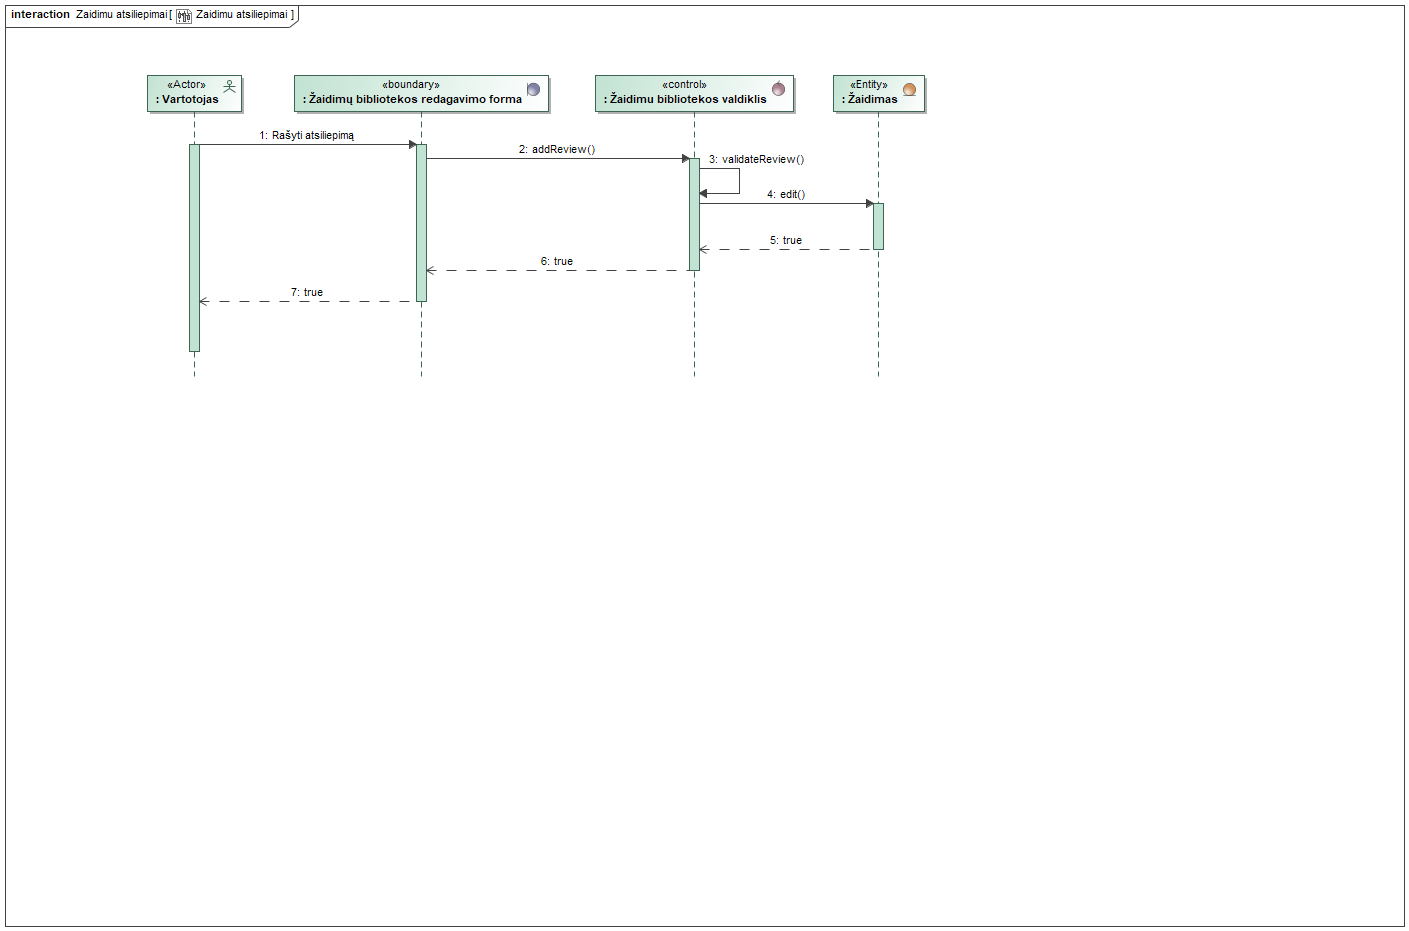 interaction Zaidimu atsiliepimai [ Zaidimu atsiliepimai ]
«Actor»
: Vartotojas
«boundary»
: Žaidimų bibliotekos redagavimo forma
«control»
: Žaidimu bibliotekos valdiklis
«Entity»
: Žaidimas
1: Rašyti atsiliepimą
2: addReview()
3: validateReview()
4: edit()
5: true
6: true
7: true